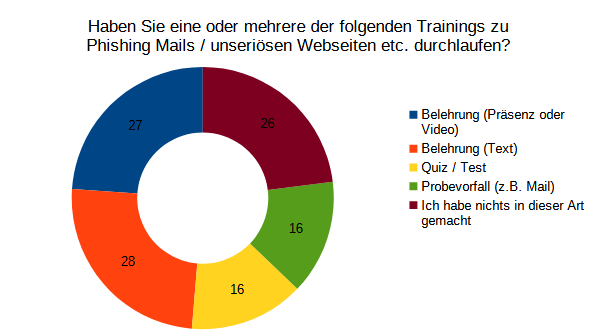 Haben Sie eine oder mehrere der folgenden Trainings zu
Phishing Mails / unseriösen Webseiten etc. durchlaufen?
27
26
16
16
28
Belehrung (Präsenz oder
Video)
Belehrung (Text)
Quiz / Test
Probevorfall (z.B. Mail)
Ich habe nichts in dieser Art
gemacht